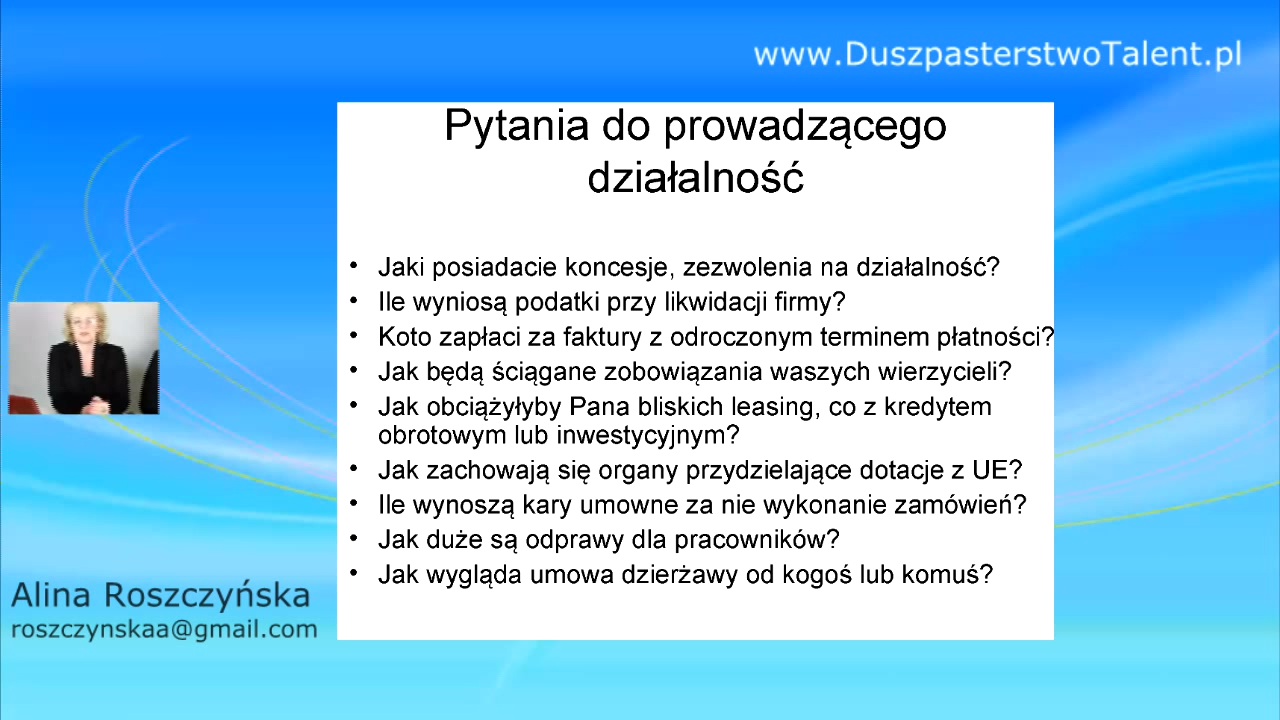 www.DuszpasterstwoTalent.pl
Pytania do prowadzącego
działalność
• Jaki posiadacie koncesje, zezwolenia na działalność?
• Ile wyniosą podatki przy likwidacji firmy?
• Koto zapłaci za faktury z odroczonym terminem płatności?
• Jak będą ściągane zobowiązania waszych wierzycieli?
• Jak obciążyłyby Pana bliskich leasing, co z kredytem
obrotowym lub inwestycyjnym?
• Jak zachowają się organy przydzielające dotacje z UE?
• Ile wynoszą kary umowne za nie wykonanie zamówień?
• Jak duże są odprawy dla pracowników?
• Jak wygląda umowa dzierżawy od kogoś lub komuś?
Alina Roszczyńska
roszczynskaa@gmail.com